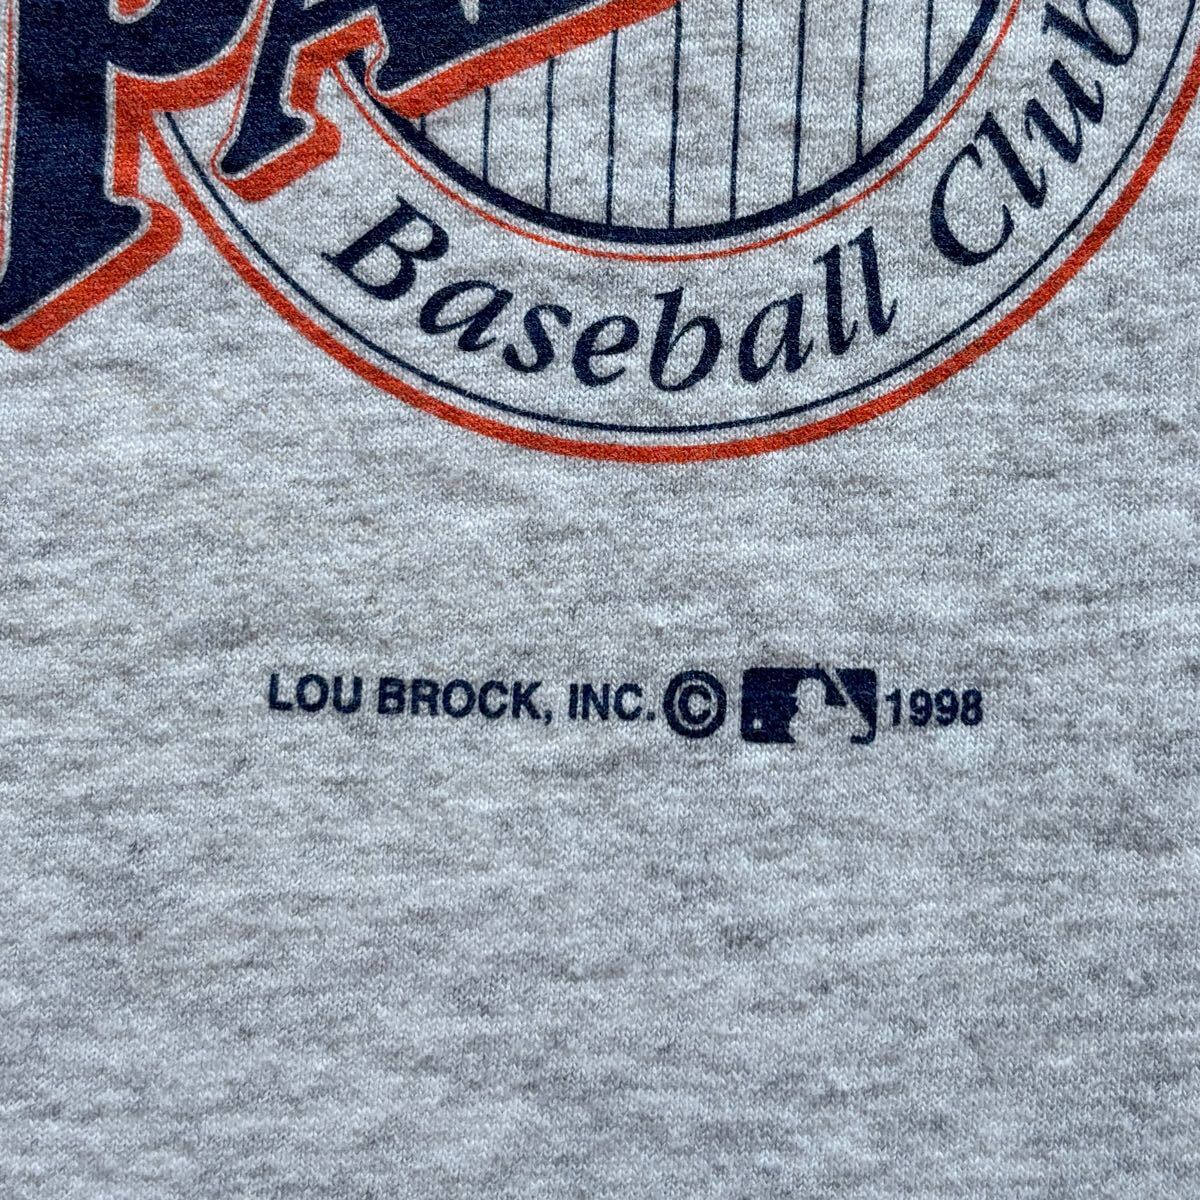 Baseball Club
LOU BROCK, INC. © 1998